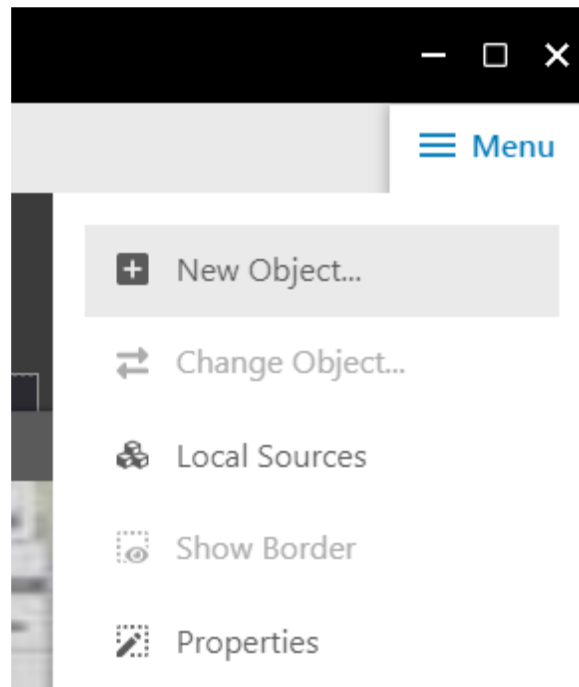 Menu
New Object...
Change Object...
Local Sources
Show Border
Properties